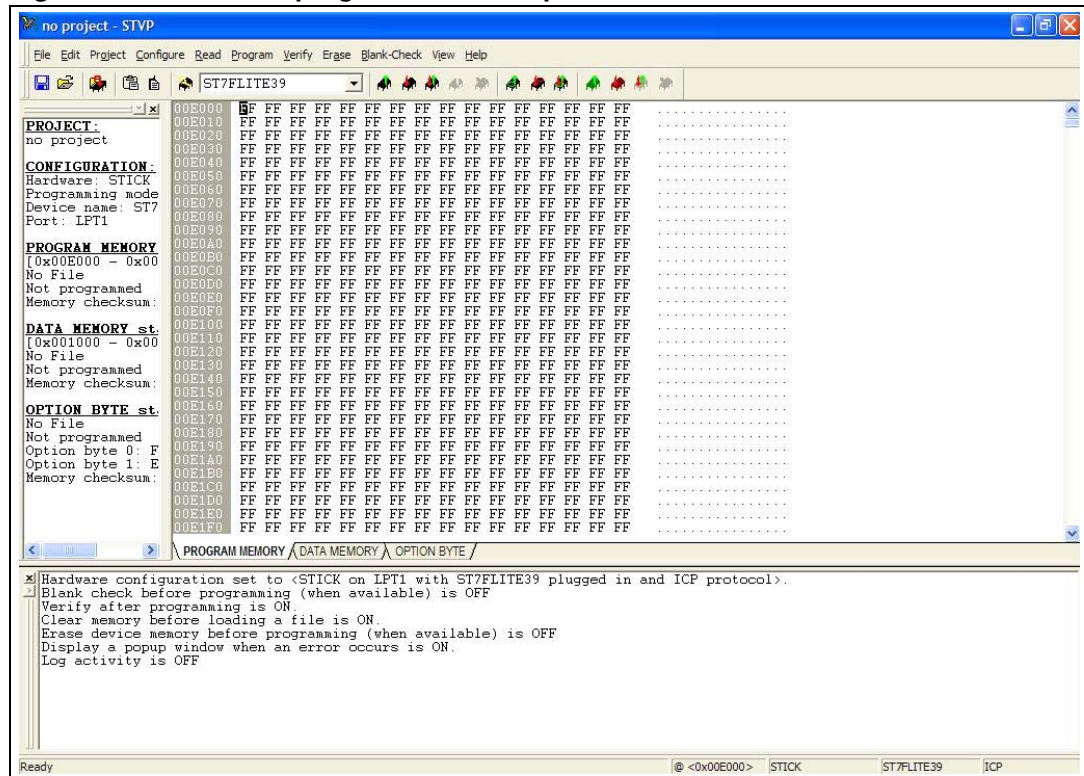 no project - STVP
File Edit Project Configure Read Program Verify Erase Blank-Check View Help
ST7FLITE39
PROJECT:
no project
CONFIGURATION:
Hardware: STICK
Programming mode
Device name: ST7
Port: LPT1
PROGRAM MEMORY
[0x00E000 - 0x00
No File
Not programmed
Memory checksum:
DATA MEMORY st
[0x001000 - 0x00
No File
Not programmed
Memory checksum:
OPTION BYTE st
No File
Not programmed
Option byte 0: F
Option byte 1: E
Memory checksum:
00E000 FF FF FF FF FF FF FF FF FF FF FF FF FF FF FF FF ................
00E010 FF FF FF FF FF FF FF FF FF FF FF FF FF FF FF FF ................
00E020 FF FF FF FF FF FF FF FF FF FF FF FF FF FF FF FF ................
00E030 FF FF FF FF FF FF FF FF FF FF FF FF FF FF FF FF ................
00E040 FF FF FF FF FF FF FF FF FF FF FF FF FF FF FF FF ................
00E050 FF FF FF FF FF FF FF FF FF FF FF FF FF FF FF FF ................
00E060 FF FF FF FF FF FF FF FF FF FF FF FF FF FF FF FF ................
00E070 FF FF FF FF FF FF FF FF FF FF FF FF FF FF FF FF ................
00E080 FF FF FF FF FF FF FF FF FF FF FF FF FF FF FF FF ................
00E090 FF FF FF FF FF FF FF FF FF FF FF FF FF FF FF FF ................
00E0A0 FF FF FF FF FF FF FF FF FF FF FF FF FF FF FF FF ................
00E0B0 FF FF FF FF FF FF FF FF FF FF FF FF FF FF FF FF ................
00E0C0 FF FF FF FF FF FF FF FF FF FF FF FF FF FF FF FF ................
00E0D0 FF FF FF FF FF FF FF FF FF FF FF FF FF FF FF FF ................
00E0E0 FF FF FF FF FF FF FF FF FF FF FF FF FF FF FF FF ................
00E0F0 FF FF FF FF FF FF FF FF FF FF FF FF FF FF FF FF ................
00E100 FF FF FF FF FF FF FF FF FF FF FF FF FF FF FF FF ................
00E110 FF FF FF FF FF FF FF FF FF FF FF FF FF FF FF FF ................
00E120 FF FF FF FF FF FF FF FF FF FF FF FF FF FF FF FF ................
00E130 FF FF FF FF FF FF FF FF FF FF FF FF FF FF FF FF ................
00E140 FF FF FF FF FF FF FF FF FF FF FF FF FF FF FF FF ................
00E150 FF FF FF FF FF FF FF FF FF FF FF FF FF FF FF FF ................
00E160 FF FF FF FF FF FF FF FF FF FF FF FF FF FF FF FF ................
00E170 FF FF FF FF FF FF FF FF FF FF FF FF FF FF FF FF ................
00E180 FF FF FF FF FF FF FF FF FF FF FF FF FF FF FF FF ................
00E190 FF FF FF FF FF FF FF FF FF FF FF FF FF FF FF FF ................
00E1A0 FF FF FF FF FF FF FF FF FF FF FF FF FF FF FF FF ................
00E1B0 FF FF FF FF FF FF FF FF FF FF FF FF FF FF FF FF ................
00E1C0 FF FF FF FF FF FF FF FF FF FF FF FF FF FF FF FF ................
00E1D0 FF FF FF FF FF FF FF FF FF FF FF FF FF FF FF FF ................
00E1E0 FF FF FF FF FF FF FF FF FF FF FF FF FF FF FF FF ................
00E1F0 FF FF FF FF FF FF FF FF FF FF FF FF FF FF FF FF ................
PROGRAM MEMORY DATA MEMORY OPTION BYTE
Hardware configuration set to <STICK on LPT1 with ST7FLITE39 plugged in and ICP protocol>.
Blank check before programming (when available) is OFF
Verify after programming is ON.
Clear memory before loading a file is ON.
Erase device memory before programming (when available) is OFF
Display a popup window when an error occurs is ON.
Log activity is OFF
Ready @ <0x00E000> STICK ST7FLITE39 ICP